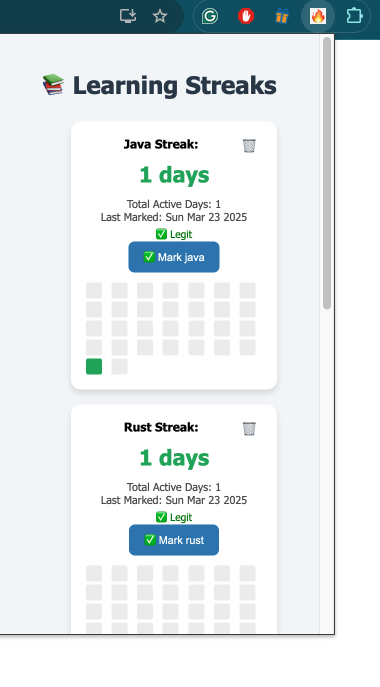 📚 Learning Streaks
Java Streak:
1 days
Total Active Days: 1
Last Marked: Sun Mar 23 2025
✅ Legit
✅ Mark java
Rust Streak:
1 days
Total Active Days: 1
Last Marked: Sun Mar 23 2025
✅ Legit
✅ Mark rust